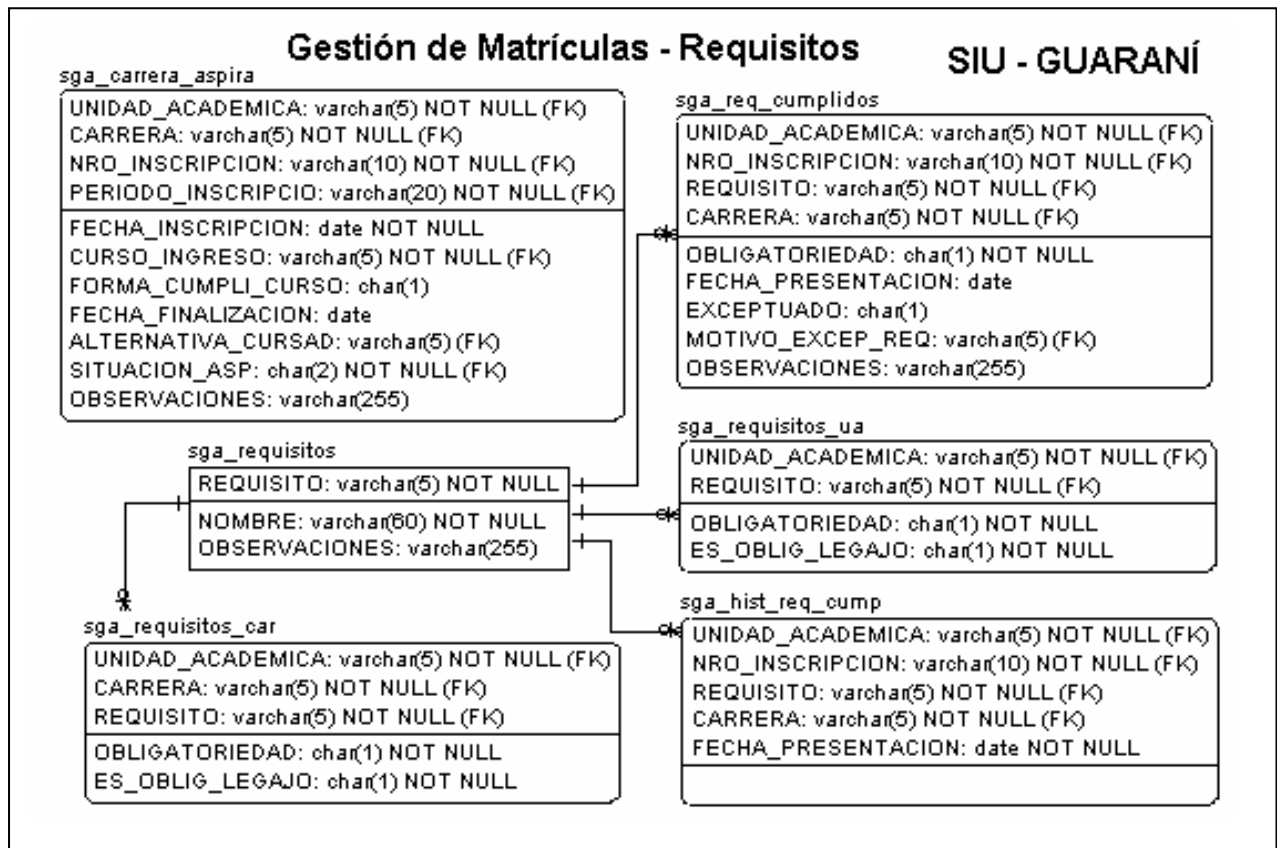 Gestión de Matrículas - Requisitos
SIU - GUARANÍ
sga_carrera_aspira
UNIDAD_ACADEMICA: varchar(5) NOT NULL (FK)
CARRERA: varchar(5) NOT NULL (FK)
NRO_INSCRIPCION: varchar(10) NOT NULL (FK)
PERIODO_INSCRIPCIO: varchar(20) NOT NULL (FK)
FECHA_INSCRIPCION: date NOT NULL
CURSO_INGRESO: varchar(5) NOT NULL (FK)
FORMA_CUMPLI_CURSO: char(1)
FECHA_FINALIZACION: date
ALTERNATIVA_CURSAD: varchar(5) (FK)
SITUACION_ASP: char(2) NOT NULL (FK)
OBSERVACIONES: varchar(255)
sga_req_cumplidos
UNIDAD_ACADEMICA: varchar(5) NOT NULL (FK)
NRO_INSCRIPCION: varchar(10) NOT NULL (FK)
REQUISITO: varchar(5) NOT NULL (FK)
CARRERA: varchar(5) NOT NULL (FK)
OBLIGATORIEDAD: char(1) NOT NULL
FECHA_PRESENTACION: date
EXCEPTUADO: char(1)
MOTIVO_EXCEP_REQ: varchar(5) (FK)
OBSERVACIONES: varchar(255)
sga_requisitos
REQUISITO: varchar(5) NOT NULL
NOMBRE: varchar(60) NOT NULL
OBSERVACIONES: varchar(255)
sga_requisitos_ua
UNIDAD_ACADEMICA: varchar(5) NOT NULL (FK)
REQUISITO: varchar(5) NOT NULL (FK)
OBLIGATORIEDAD: char(1) NOT NULL
ES_OBLIG_LEGAJO: char(1) NOT NULL
sga_requisitos_car
UNIDAD_ACADEMICA: varchar(5) NOT NULL (FK)
CARRERA: varchar(5) NOT NULL (FK)
REQUISITO: varchar(5) NOT NULL (FK)
OBLIGATORIEDAD: char(1) NOT NULL
ES_OBLIG_LEGAJO: char(1) NOT NULL
sga_hist_req_cump
UNIDAD_ACADEMICA: varchar(5) NOT NULL (FK)
NRO_INSCRIPCION: varchar(10) NOT NULL (FK)
REQUISITO: varchar(5) NOT NULL (FK)
CARRERA: varchar(5) NOT NULL (FK)
FECHA_PRESENTACION: date NOT NULL